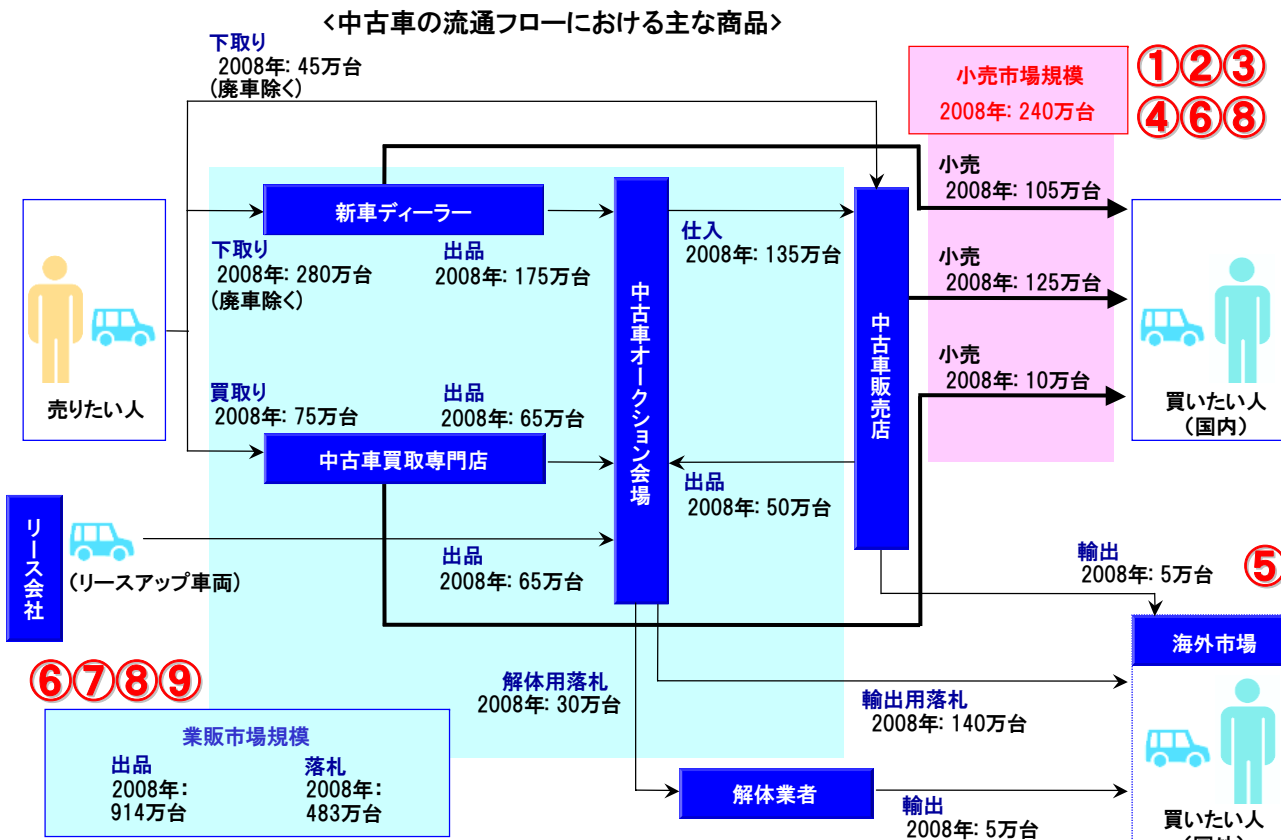 <中古車の流通フローにおける主な商品>
下取り
2008年: 45万台
(廃車除く)
小売市場規模
2008年: 240万台
①②③
④⑥⑧
新車ディーラー
下取り
2008年: 280万台
(廃車除く)
出品
2008年: 175万台
中古車オークション会場
仕入
2008年: 135万台
中古車販売店
小売
2008年: 105万台
小売
2008年: 125万台
小売
2008年: 10万台
売りたい人
買いたい人
(国内)
買取り
2008年: 75万台
出品
2008年: 65万台
中古車買取専門店
出品
2008年: 50万台
リース会社
(リースアップ車両)
出品
2008年: 65万台
輸出
2008年: 5万台
⑤
海外市場
⑥⑦⑧⑨
解体用落札
2008年: 30万台
輸出用落札
2008年: 140万台
業販市場規模
出品
2008年:
914万台
落札
2008年:
483万台
解体業者
輸出
2008年: 5万台
買いたい人